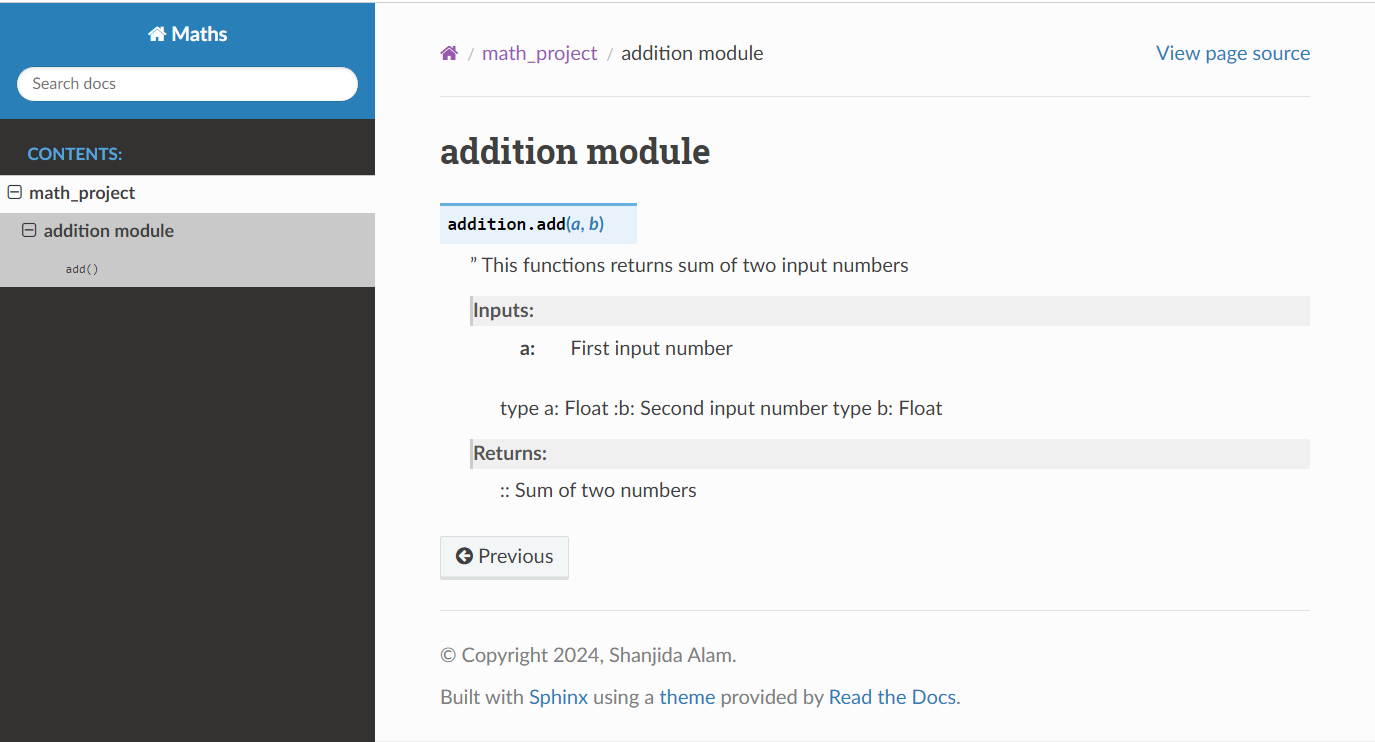 Maths
Search docs
CONTENTS:
math_project
addition module
add()
/ math_project / addition module
View page source
addition module
addition.add(a, b)
” This functions returns sum of two input numbers
Inputs:
a: First input number
type a: Float :b: Second input number type b: Float
Returns:
:: Sum of two numbers
Previous
© Copyright 2024, Shanjida Alam.
Built with Sphinx using a theme provided by Read the Docs.